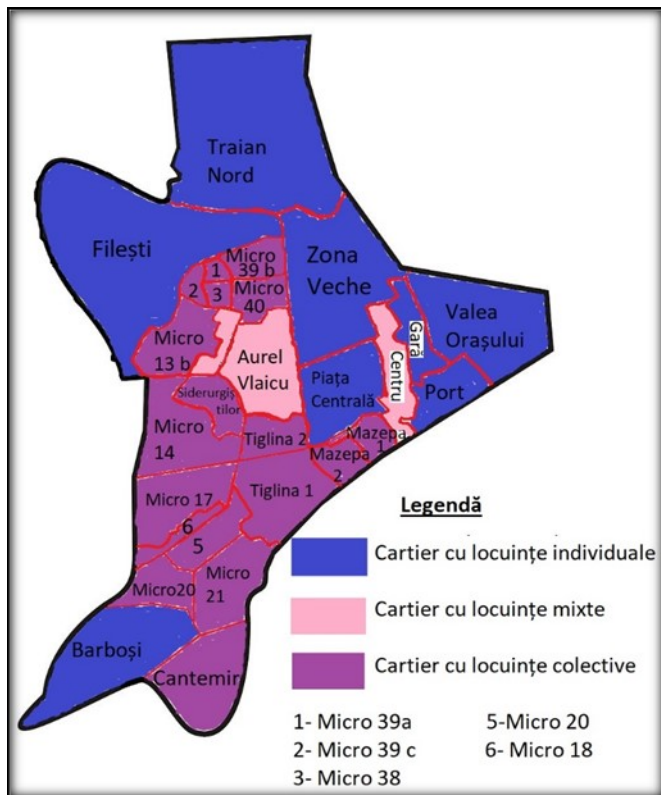 Traian
Nord
Filești
Zona
Veche
Micro
39 b
1
2
3
Micro
40
Valea
Orașului
Gară
Centru
Port
Micro
13 b
Aurel
Vlaicu
Piața
Centrală
Siderurgiș
tilor
Micro
14
Tiglina 2
Mazepa
1
Mazepa
2
Tiglina 1
Micro 17
6
5
Micro20
Micro
21
Barboși
Cantemir
Legendă
Cartier cu locuințe individuale
Cartier cu locuințe mixte
Cartier cu locuințe colective
1- Micro 39a
2- Micro 39 c
3- Micro 38
5-Micro 20
6- Micro 18